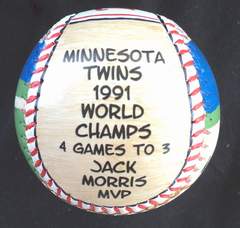 MINNESOTA
TWINS
1991
WORLD
CHAMPS
4 GAMES TO 3
JACK
MORRIS
MVP